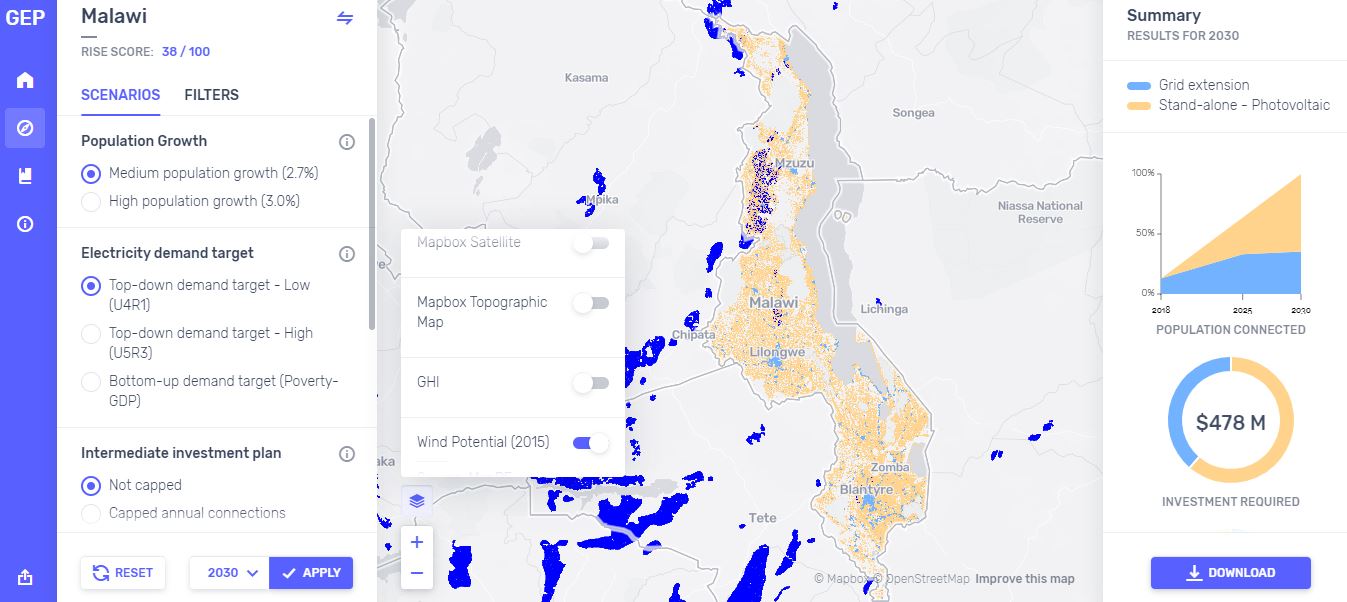 GEP
Malawi
RISE SCORE: 38 / 100
SCENARIOS FILTERS
Population Growth
Medium population growth (2.7%)
High population growth (3.0%)
Electricity demand target
Top-down demand target - Low
(U4R1)
Top-down demand target - High
(U5R3)
Bottom-up demand target (Poverty-
GDP)
Intermediate investment plan
Not capped
Capped annual connections
RESET
2030
APPLY
Mapbox Satellite
Mapbox Topographic
Map
GHI
Wind Potential (2015)
+
−
Kasama
Songea
Mzuzu
Mpika
Niassa National
Reserve
Malawi
Lichinga
Chipata
Lilongwe
Zomba
Blantyre
Tete
© Mapbox © OpenStreetMap Improve this map
Summary
RESULTS FOR 2030
Grid extension
Stand-alone - Photovoltaic
100%
50%
0%
2018 2025 2030
POPULATION CONNECTED
$478 M
INVESTMENT REQUIRED
DOWNLOAD